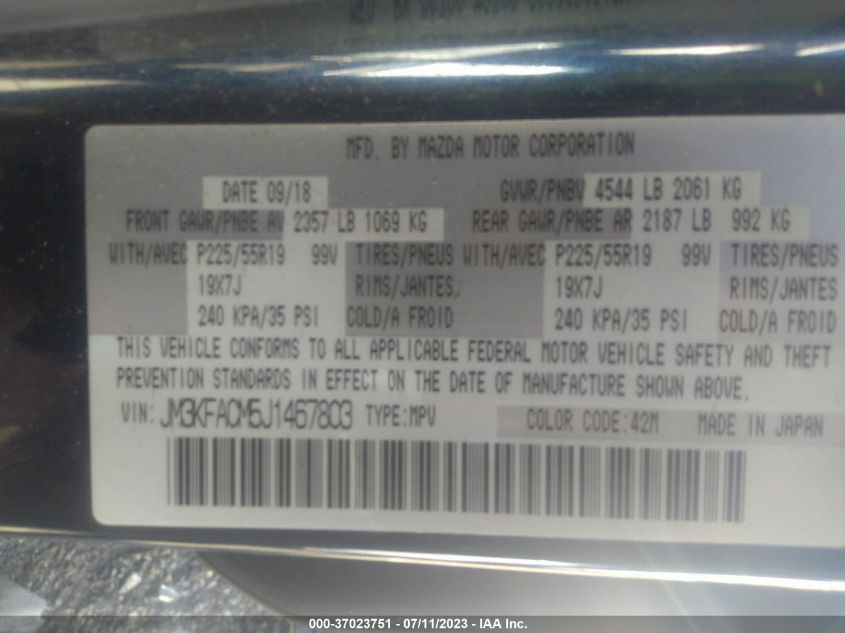 MFD. BY MAZDA MOTOR CORPORATION
DATE 09/18 GVWR/PNBV 4544 LB 2061 KG
FRONT GAWR/PNBE AV 2357 LB 1069 KG REAR GAWR/PNBE AR 2187 LB 992 KG
WITH/AVEC P225/55R19 99V TIRES/PNEUS WITH/AVEC P225/55R19 99V TIRES/PNEUS
19X7J RIMS/JANTES, 19X7J RIMS/JANTES,
240 KPA/35 PSI COLD/A FROID 240 KPA/35 PSI COLD/A FROID
THIS VEHICLE CONFORMS TO ALL APPLICABLE FEDERAL MOTOR VEHICLE SAFETY AND THEFT
PREVENTION STANDARDS IN EFFECT ON THE DATE OF MANUFACTURE SHOWN ABOVE.
VIN: JM3KFACM5J1467803 TYPE:MPV COLOR CODE:42M MADE IN JAPAN
000-37023751 - 07/11/2023 - IAA Inc.